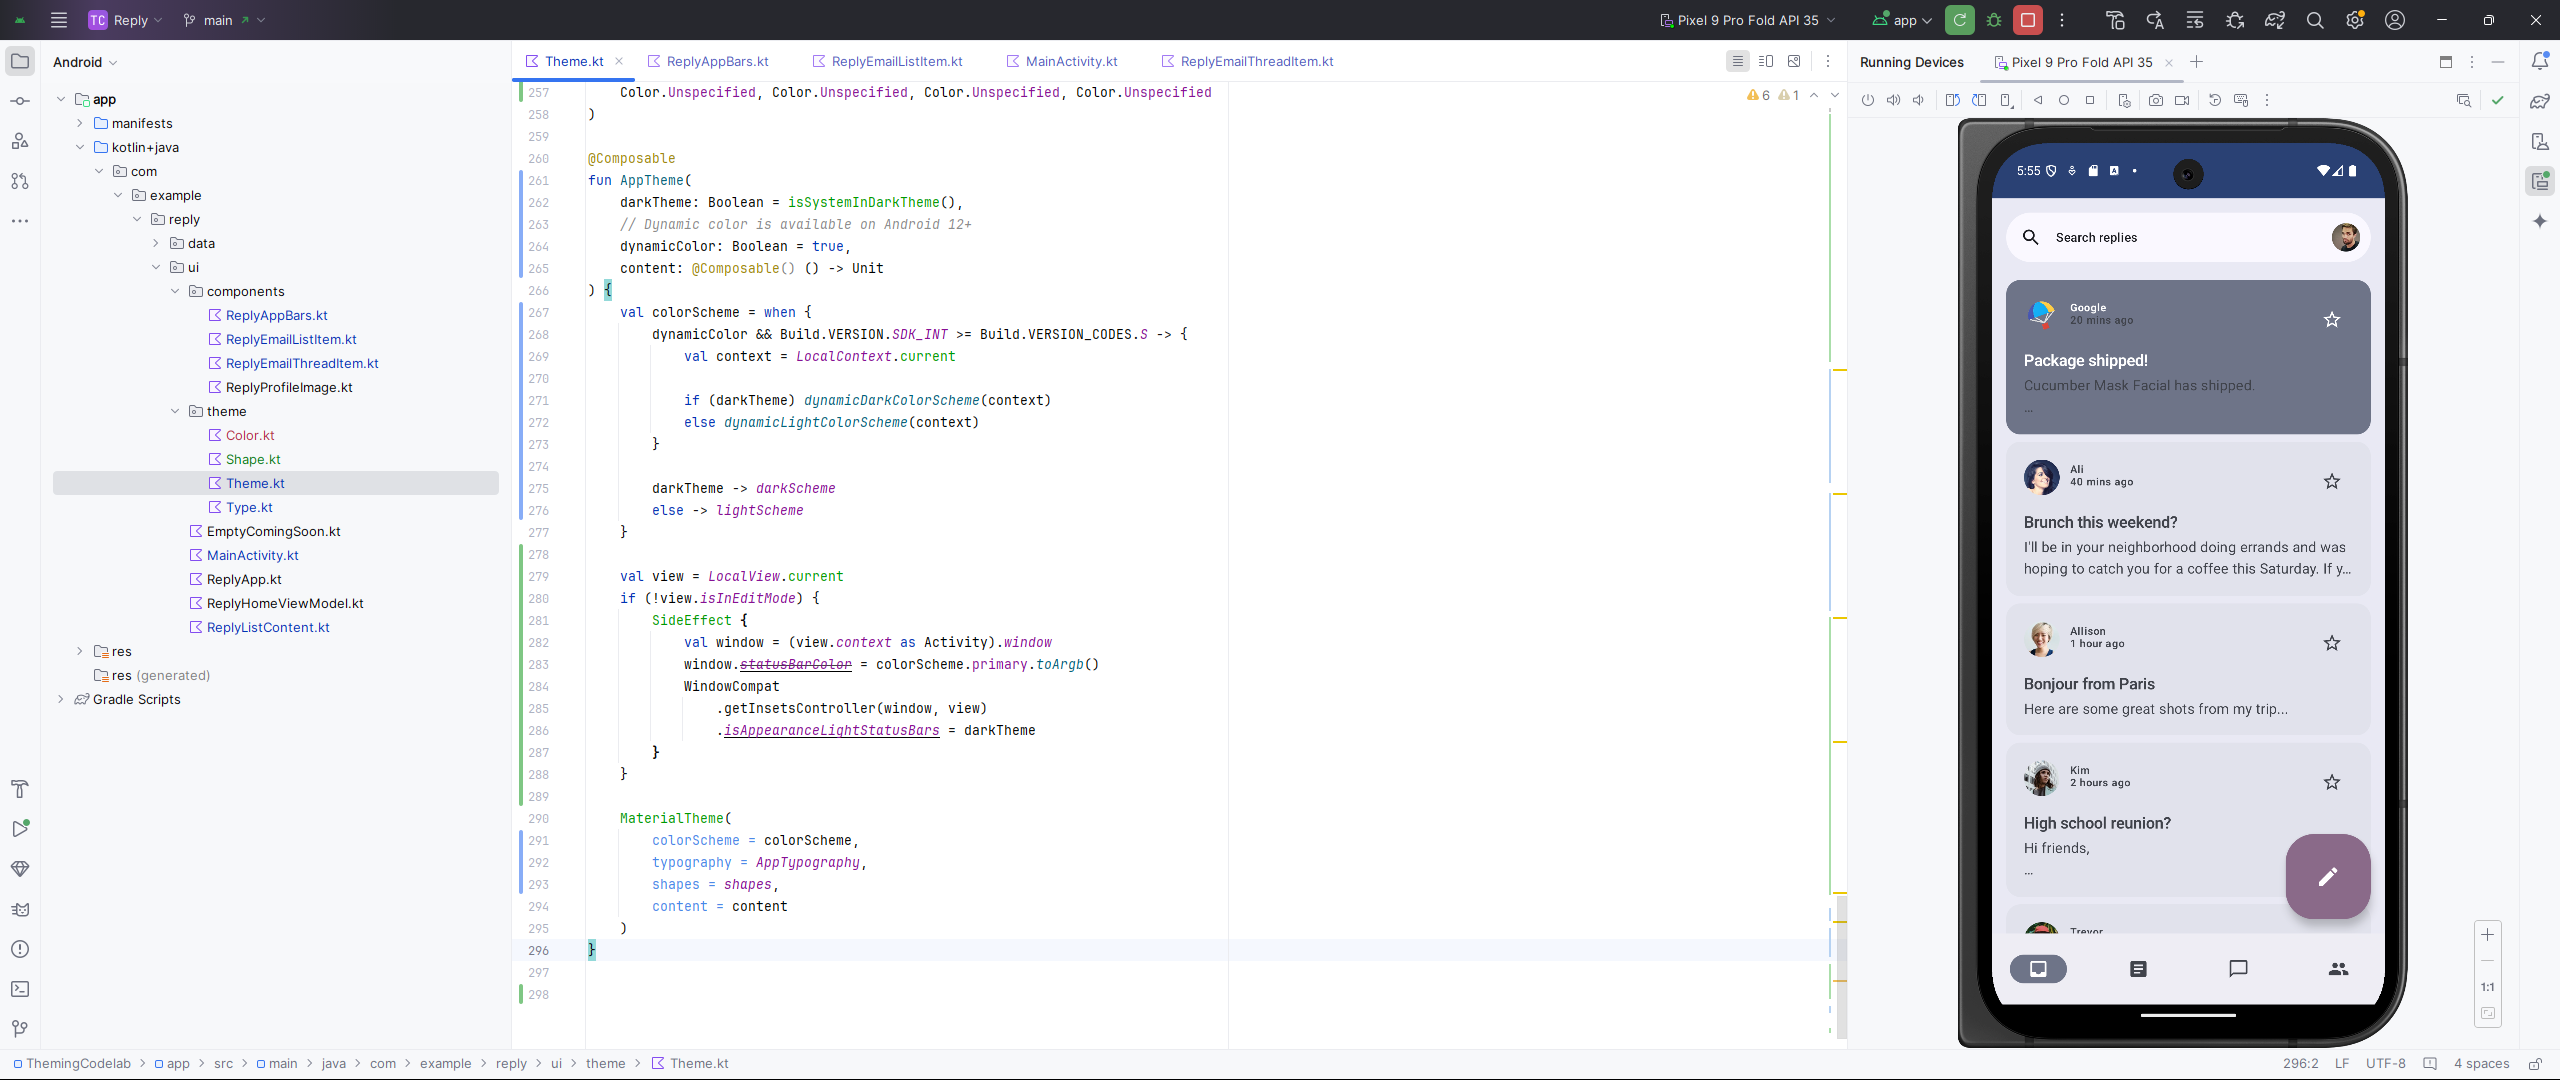 TC Reply main Pixel 9 Pro Fold API 35 app
Android
app
manifests
kotlin+java
com
example
reply
data
ui
components
ReplyAppBars.kt
ReplyEmailListItem.kt
ReplyEmailThreadItem.kt
ReplyProfileImage.kt
theme
Color.kt
Shape.kt
Theme.kt
Type.kt
EmptyComingSoon.kt
MainActivity.kt
ReplyApp.kt
ReplyHomeViewModel.kt
ReplyListContent.kt
res
res (generated)
Gradle Scripts
Theme.kt ReplyAppBars.kt ReplyEmailListItem.kt MainActivity.kt ReplyEmailThreadItem.kt
6 1
257 Color.Unspecified, Color.Unspecified, Color.Unspecified, Color.Unspecified
258 )
259
260 @Composable
261 fun AppTheme(
262 darkTheme: Boolean = isSystemInDarkTheme(),
263 // Dynamic color is available on Android 12+
264 dynamicColor: Boolean = true,
265 content: @Composable() () -> Unit
266 ) {
267 val colorScheme = when {
268 dynamicColor && Build.VERSION.SDK_INT >= Build.VERSION_CODES.S -> {
269 val context = LocalContext.current
270
271 if (darkTheme) dynamicDarkColorScheme(context)
272 else dynamicLightColorScheme(context)
273 }
274
275 darkTheme -> darkScheme
276 else -> lightScheme
277 }
278
279 val view = LocalView.current
280 if (!view.isInEditMode) {
281 SideEffect {
282 val window = (view.context as Activity).window
283 window.statusBarColor = colorScheme.primary.toArgb()
284 WindowCompat
285 .getInsetsController(window, view)
286 .isAppearanceLightStatusBars = darkTheme
287 }
288 }
289
290 MaterialTheme(
291 colorScheme = colorScheme,
292 typography = AppTypography,
293 shapes = shapes,
294 content = content
295 )
296 }
297
298
Running Devices Pixel 9 Pro Fold API 35
5:55
Search replies
Google
20 mins ago
Package shipped!
Cucumber Mask Facial has shipped.
...
Ali
40 mins ago
Brunch this weekend?
I'll be in your neighborhood doing errands and was
hoping to catch you for a coffee this Saturday. If y...
Allison
1 hour ago
Bonjour from Paris
Here are some great shots from my trip...
Kim
2 hours ago
High school reunion?
Hi friends,
...
Trevor
1:1
ThemingCodelab > app > src > main > java > com > example > reply > ui > theme > Theme.kt
296:2 LF UTF-8 4 spaces